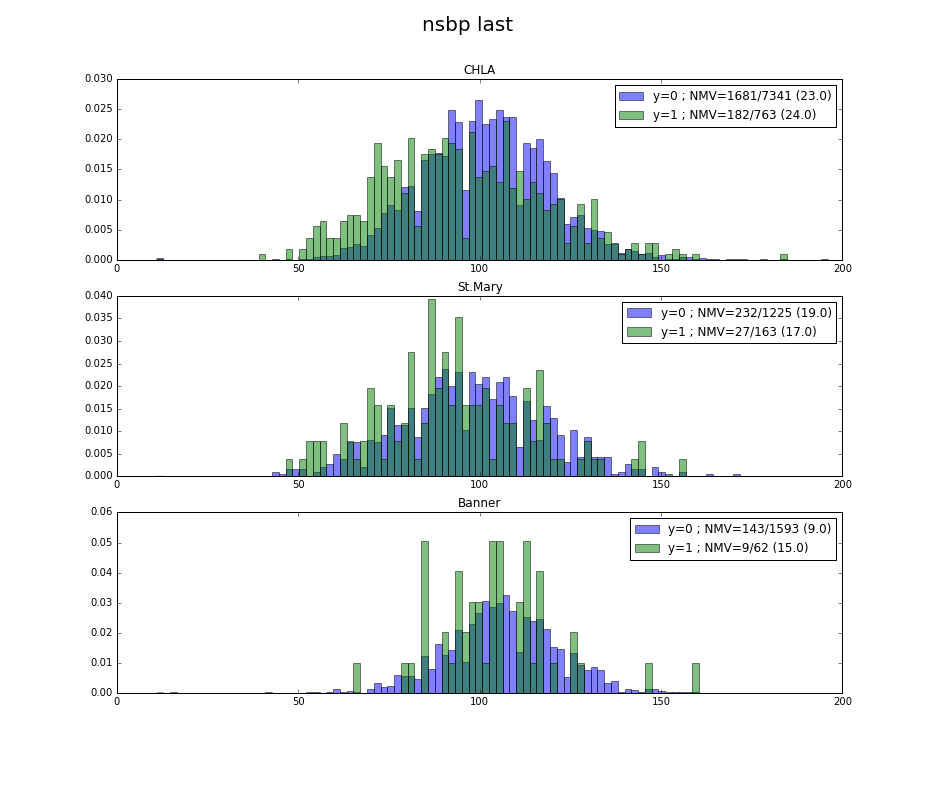 nsbp last
CHLA
0.030
0.025
0.020
0.015
0.010
0.005
0.000
y=0 ; NMV=1681/7341 (23.0)
y=1 ; NMV=182/763 (24.0)
0 50 100 150 200
St.Mary
0.040
0.035
0.030
0.025
0.020
0.015
0.010
0.005
0.000
y=0 ; NMV=232/1225 (19.0)
y=1 ; NMV=27/163 (17.0)
0 50 100 150 200
Banner
0.06
0.05
0.04
0.03
0.02
0.01
0.00
y=0 ; NMV=143/1593 (9.0)
y=1 ; NMV=9/62 (15.0)
0 50 100 150 200